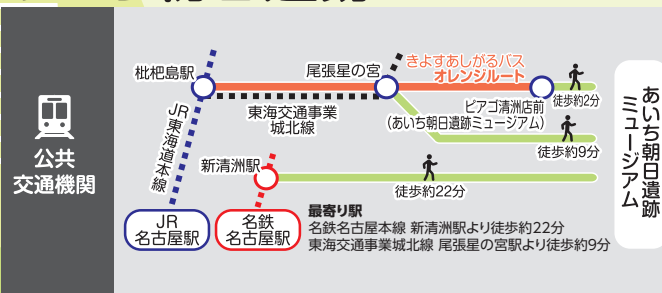 公共
交通機関
枇杷島駅
尾張星の宮
きよすあしがるバス
オレンジルート
徒歩約2分
ピアゴ清洲店前
(あいち朝日遺跡ミュージアム)
東海交通事業
城北線
徒歩約9分
JR東海道本線
新清洲駅
徒歩約22分
あいち朝日遺跡
ミュージアム
JR
名古屋駅
名鉄
名古屋駅
最寄り駅
名鉄名古屋本線 新清洲駅より徒歩約22分
東海交通事業城北線 尾張星の宮駅より徒歩約9分